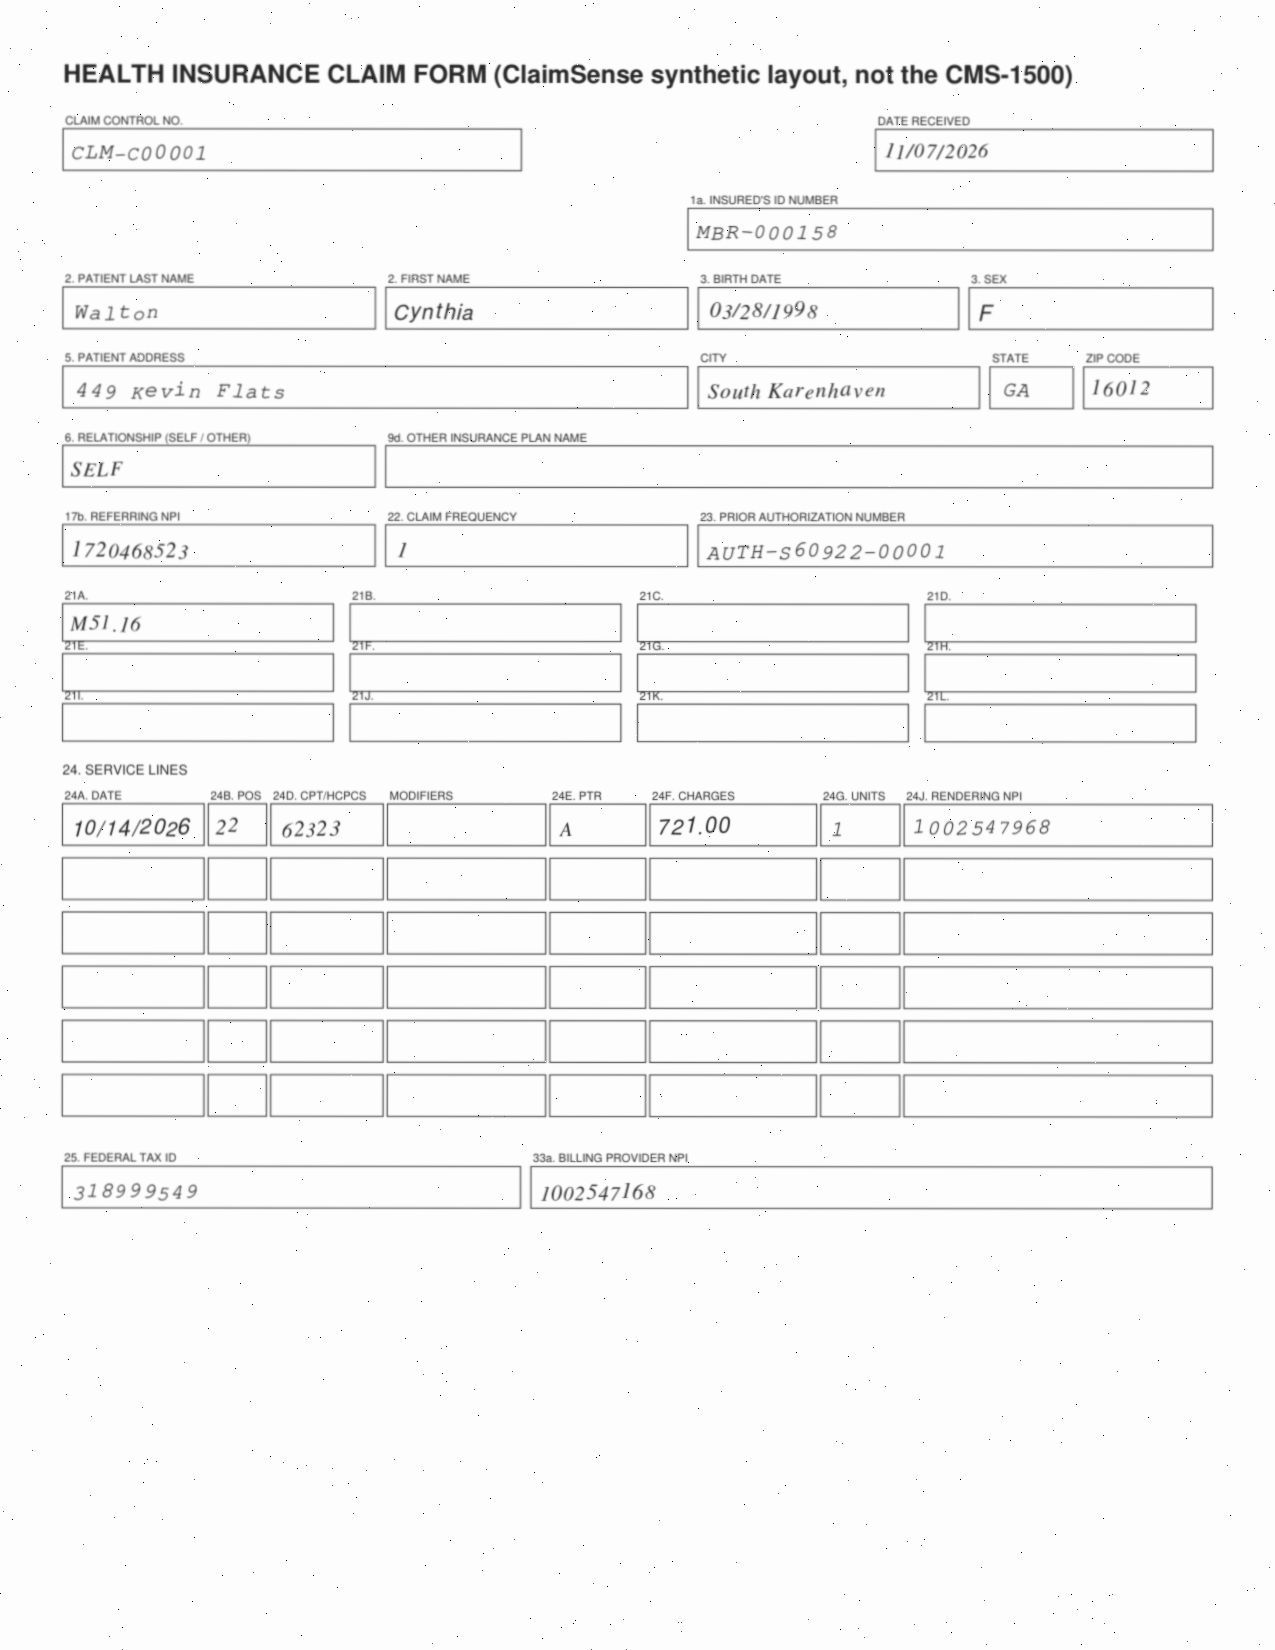 HEALTH INSURANCE CLAIM FORM (ClaimSense synthetic layout, not the CMS-1500)
CLAIM CONTROL NO. DATE RECEIVED
CLM-C00001 11/07/2026
1a. INSURED'S ID NUMBER
MBR-000158
2. PATIENT LAST NAME 2. FIRST NAME 3. BIRTH DATE 3. SEX
Walton Cynthia 03/28/1998 F
5. PATIENT ADDRESS CITY STATE ZIP CODE
449 Kevin Flats South Karenhaven GA 16012
6. RELATIONSHIP (SELF / OTHER) 9d. OTHER INSURANCE PLAN NAME
SELF
17b. REFERRING NPI 22. CLAIM FREQUENCY 23. PRIOR AUTHORIZATION NUMBER
1720468523 1 AUTH-S60922-00001
21A. 21B. 21C. 21D.
M51.16
21E. 21F. 21G. 21H.
21I. 21J. 21K. 21L.
24. SERVICE LINES
24A. DATE 24B. POS 24D. CPT/HCPCS MODIFIERS 24E. PTR 24F. CHARGES 24G. UNITS 24J. RENDERING NPI
10/14/2026 22 62323 A 721.00 1 1002547968
25. FEDERAL TAX ID 33a. BILLING PROVIDER NPI
318999549 1002547168